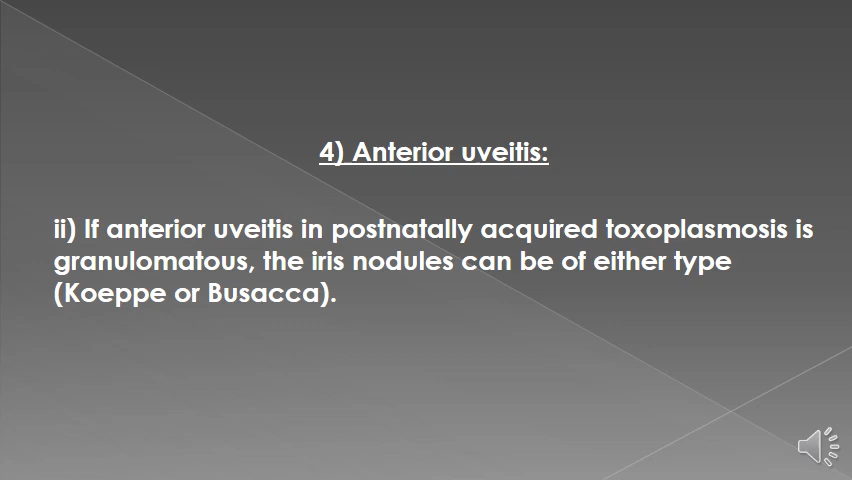 4) Anterior uveitis:
ii) If anterior uveitis in postnatally acquired toxoplasmosis is
granulomatous, the iris nodules can be of either type
(Koeppe or Busacca).